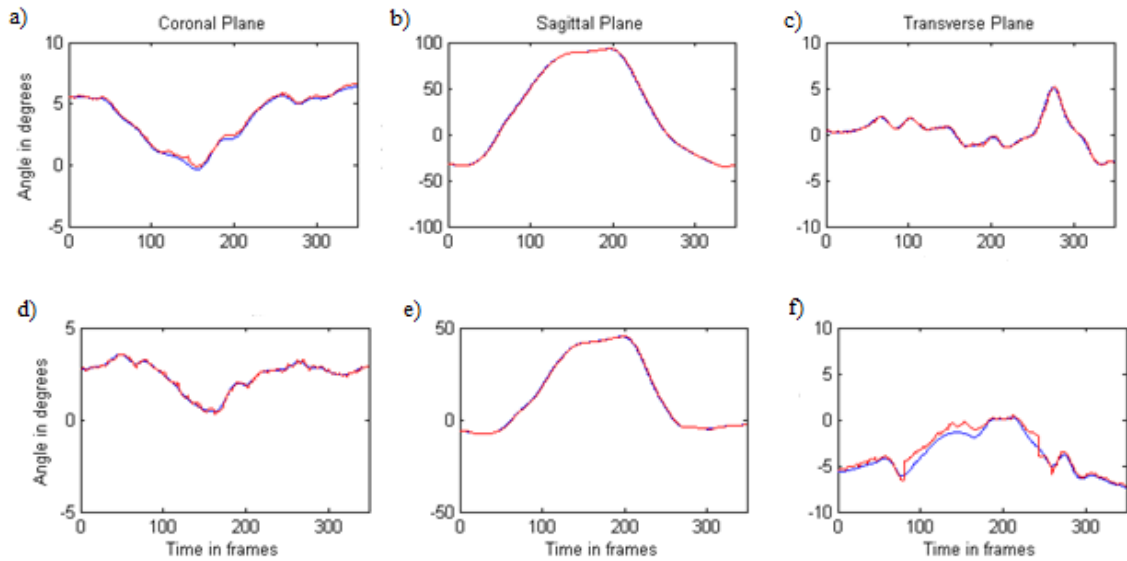 a)
Coronal Plane
b)
Sagittal Plane
c)
Transverse Plane
Angle in degrees
10
5
0
-5
0 100 200 300
100
50
0
-50
-100
0 100 200 300
10
5
0
-5
-10
0 100 200 300
d)
e)
f)
Angle in degrees
5
0
-5
0 100 200 300
Time in frames
50
0
-50
0 100 200 300
Time in frames
10
5
0
-5
-10
0 100 200 300
Time in frames